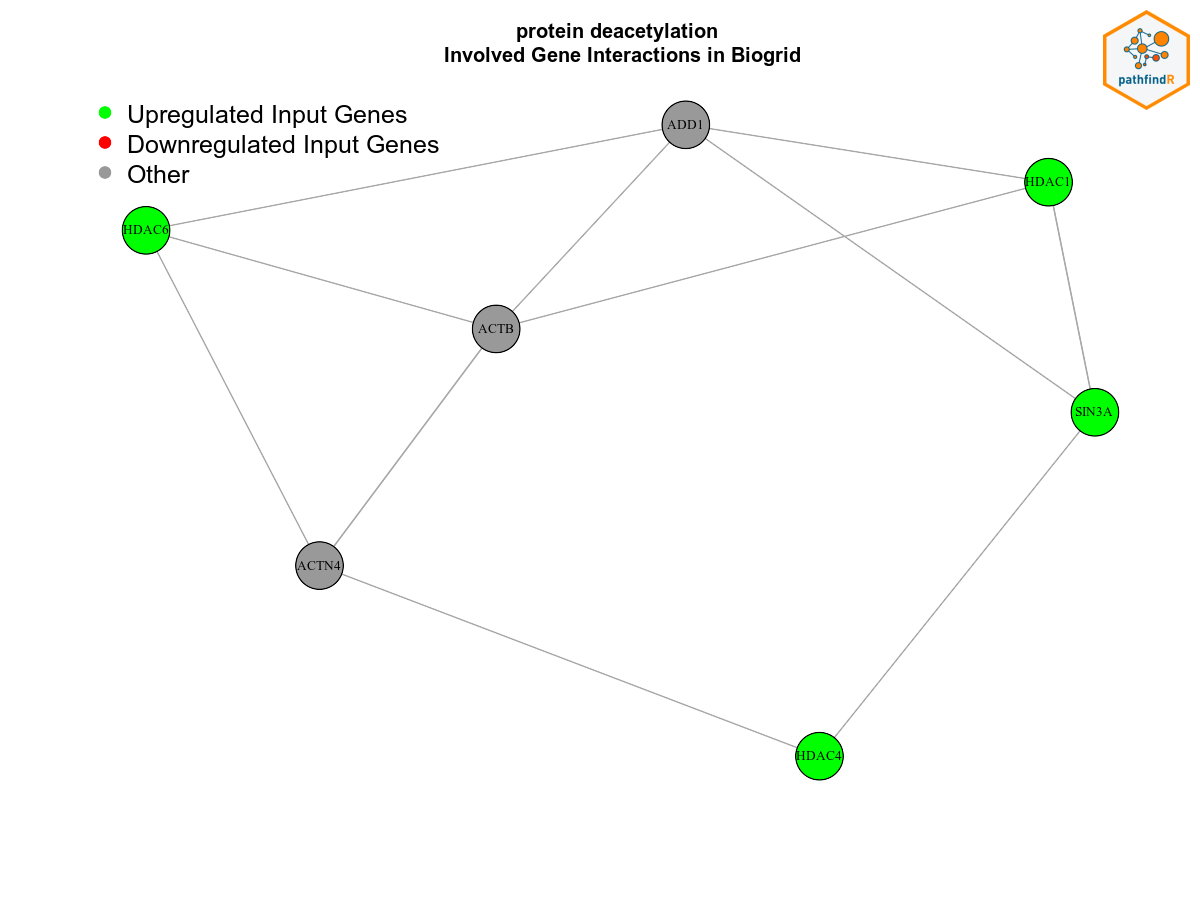 protein deacetylation
Involved Gene Interactions in Biogrid
pathfindR
Upregulated Input Genes
Downregulated Input Genes
Other
ADD1
HDAC1
HDAC6
ACTB
SIN3A
ACTN4
HDAC4